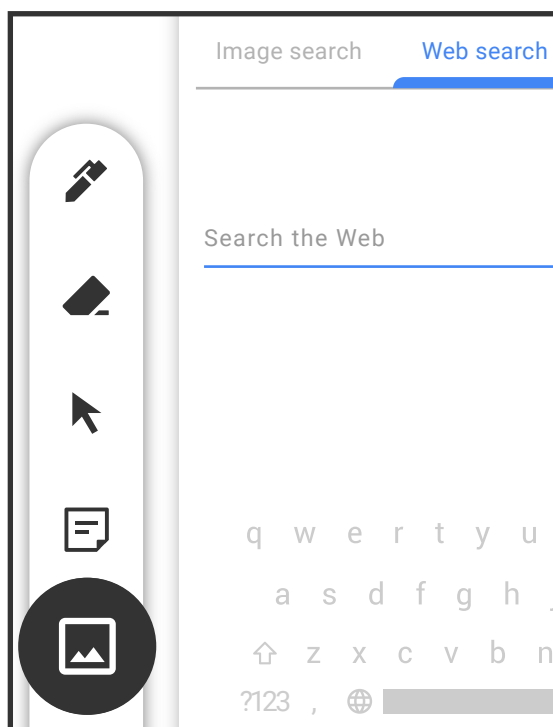 Image search Web search
Search the Web
q w e r t y u
a s d f g h
z x c v b n
?123 ,